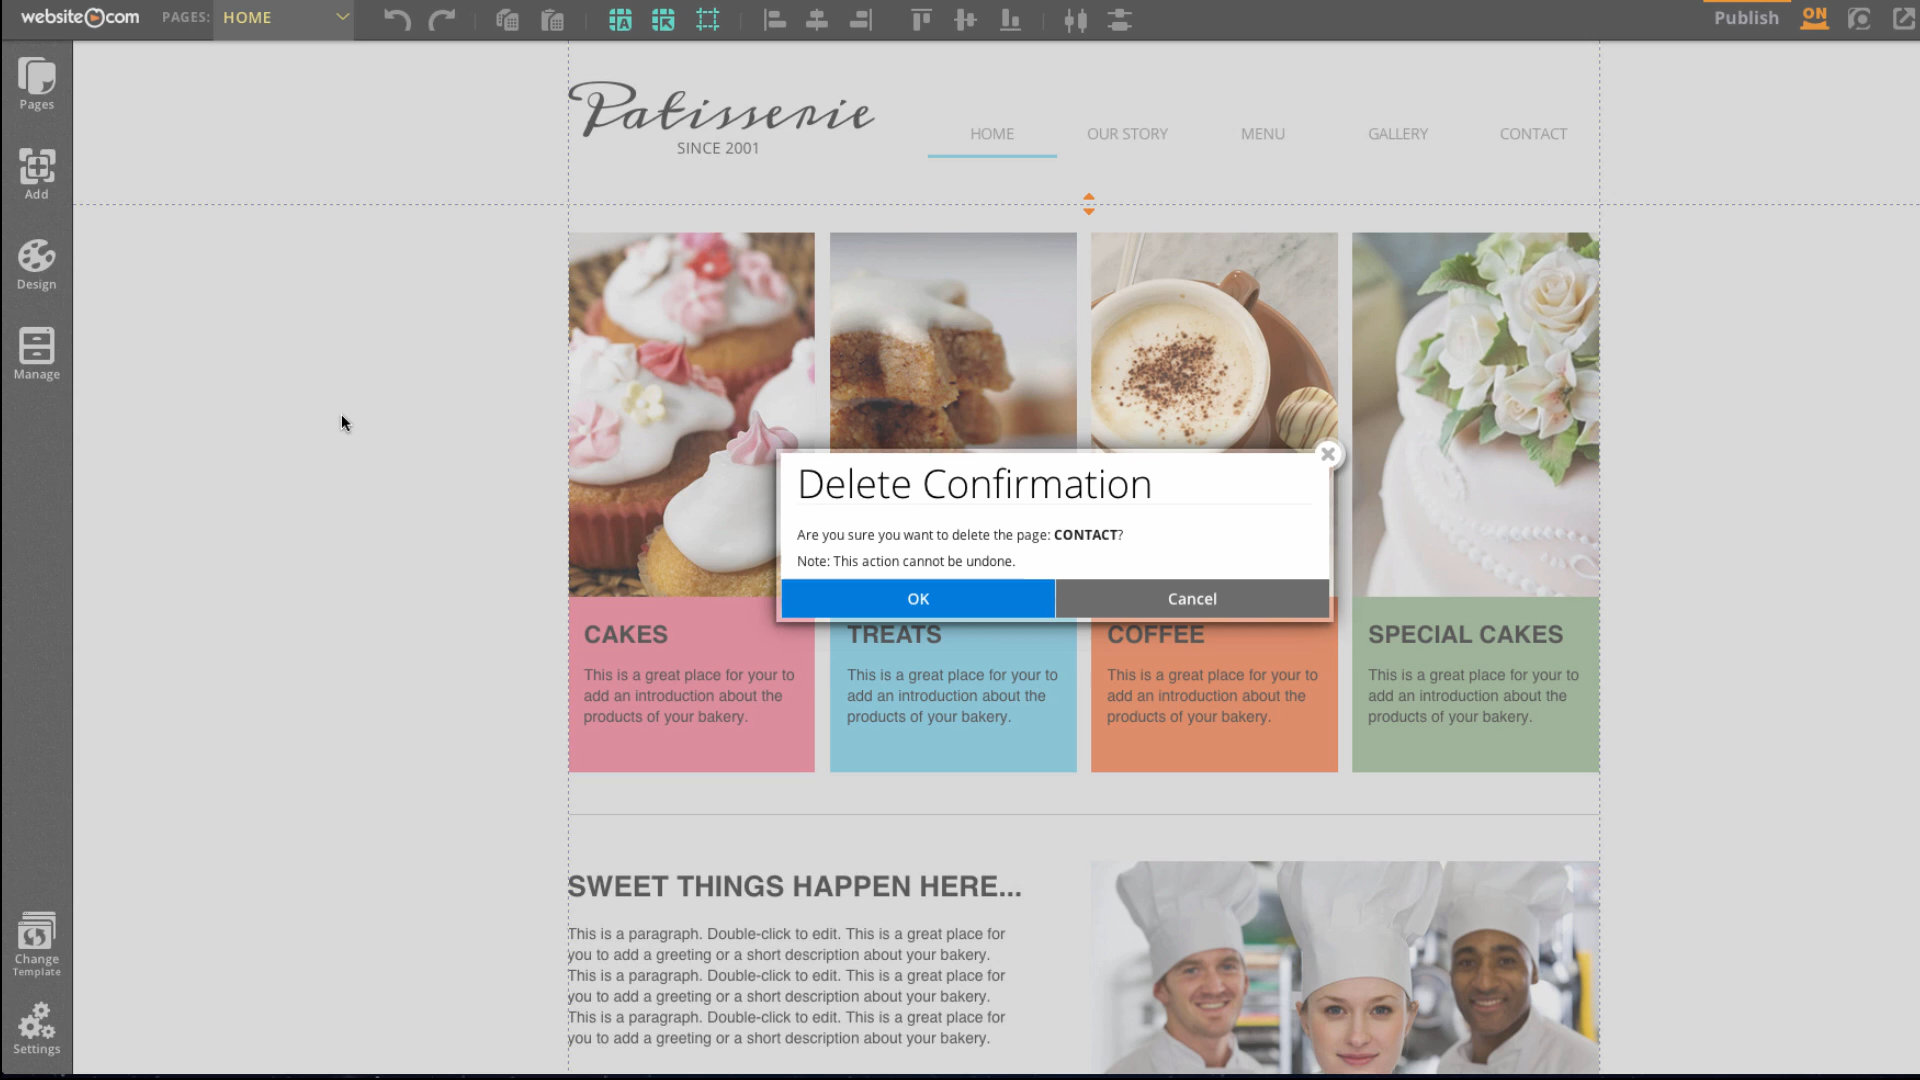 website.com PAGES: HOME
Publish ON
Pages
Add
Design
Manage
Change
Template
Settings
Patisserie
SINCE 2001
HOME OUR STORY MENU GALLERY CONTACT
Delete Confirmation
Are you sure you want to delete the page: CONTACT?
Note: This action cannot be undone.
OK Cancel
CAKES
This is a great place for your to
add an introduction about the
products of your bakery.
TREATS
This is a great place for your to
add an introduction about the
products of your bakery.
COFFEE
This is a great place for your to
add an introduction about the
products of your bakery.
SPECIAL CAKES
This is a great place for your to
add an introduction about the
products of your bakery.
SWEET THINGS HAPPEN HERE...
This is a paragraph. Double-click to edit. This is a great place for
you to add a greeting or a short description about your bakery.
This is a paragraph. Double-click to edit. This is a great place for
you to add a greeting or a short description about your bakery.
This is a paragraph. Double-click to edit. This is a great place for
you to add a greeting or a short description about your bakery.